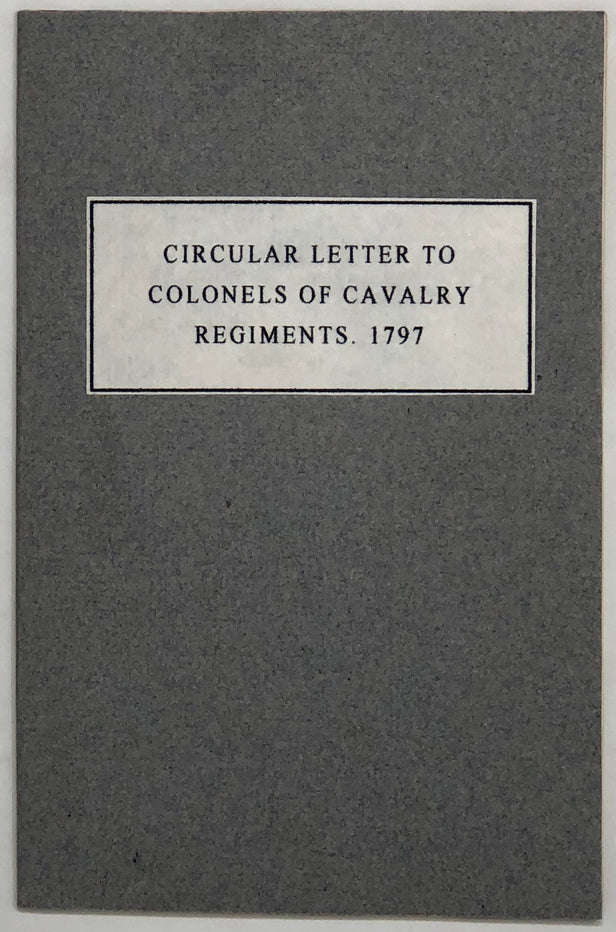 CIRCULAR LETTER TO
COLONELS OF CAVALRY
REGIMENTS. 1797